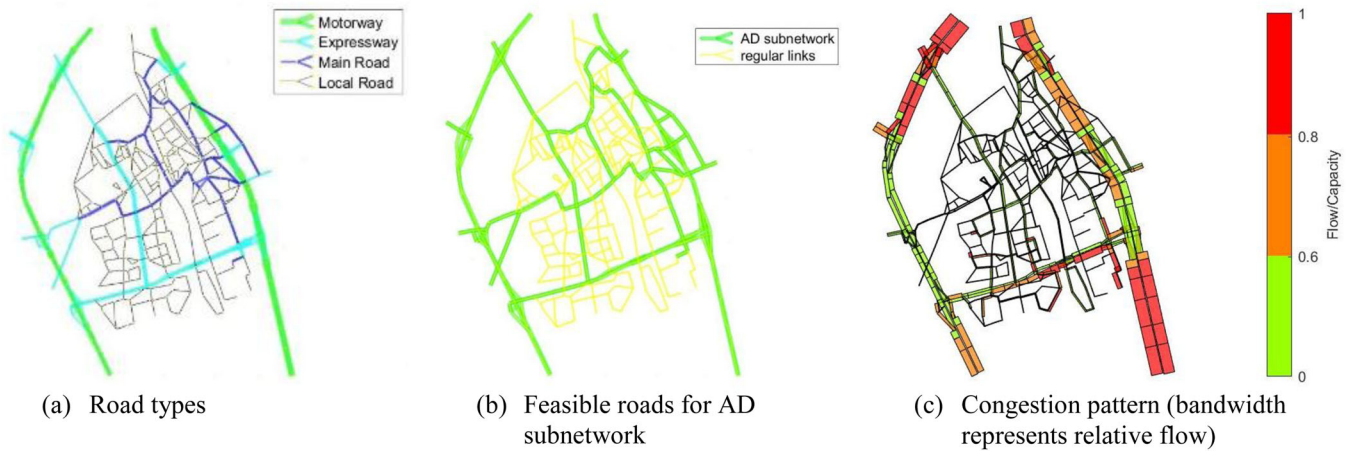 Motorway
Expressway
Main Road
Local Road
AD subnetwork
regular links
1
0.8
0.6
0
Flow/Capacity
(a) Road types
(b) Feasible roads for AD
subnetwork
(c) Congestion pattern (bandwidth
represents relative flow)